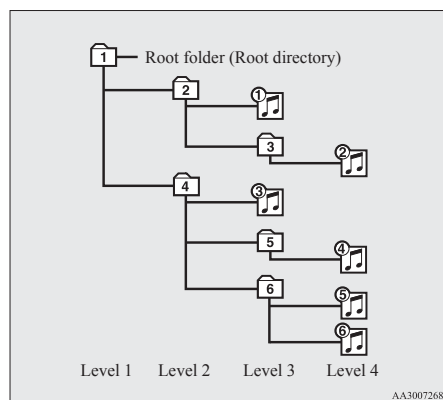 1 Root folder (Root directory)
2 ①
3 ②
4 ③
5 ④
6 ⑤
⑥
Level 1 Level 2 Level 3 Level 4
AA3007268